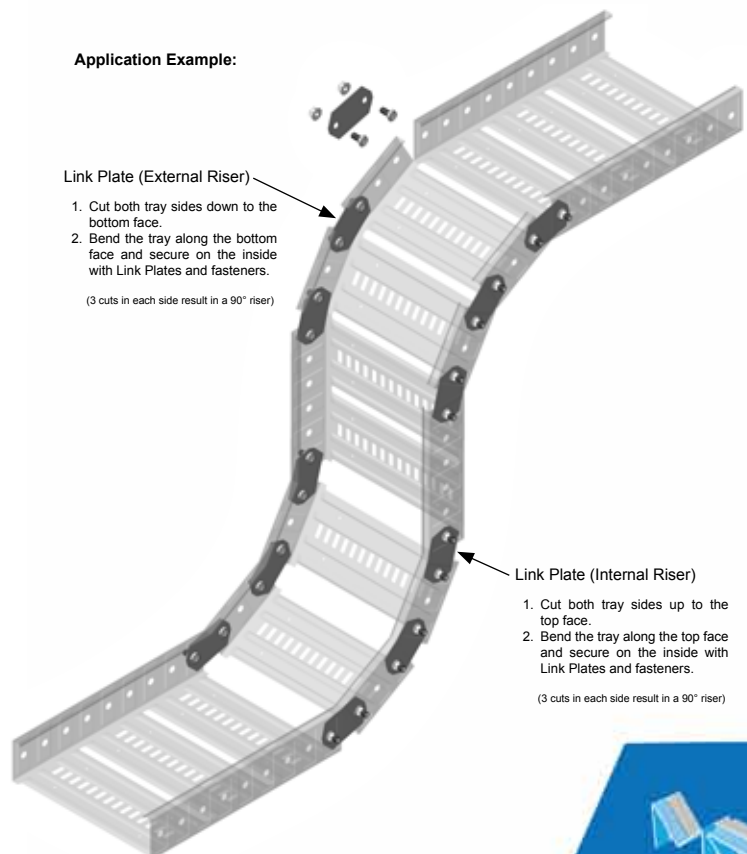 Application Example:
Link Plate (External Riser)
1. Cut both tray sides down to the
bottom face.
2. Bend the tray along the bottom
face and secure on the inside
with Link Plates and fasteners.
(3 cuts in each side result in a 90° riser)
Link Plate (Internal Riser)
1. Cut both tray sides up to the
top face.
2. Bend the tray along the top face
and secure on the inside with
Link Plates and fasteners.
(3 cuts in each side result in a 90° riser)